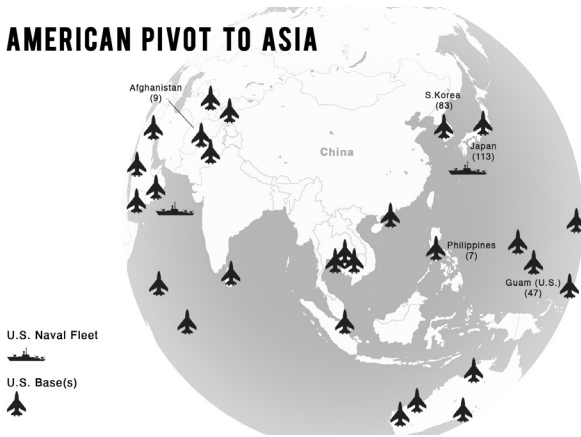 AMERICAN PIVOT TO ASIA
Afghanistan
(9)
S.Korea
(83)
China
Japan
(113)
Philippines
(7)
Guam (U.S.)
(47)
U.S. Naval Fleet
U.S. Base(s)